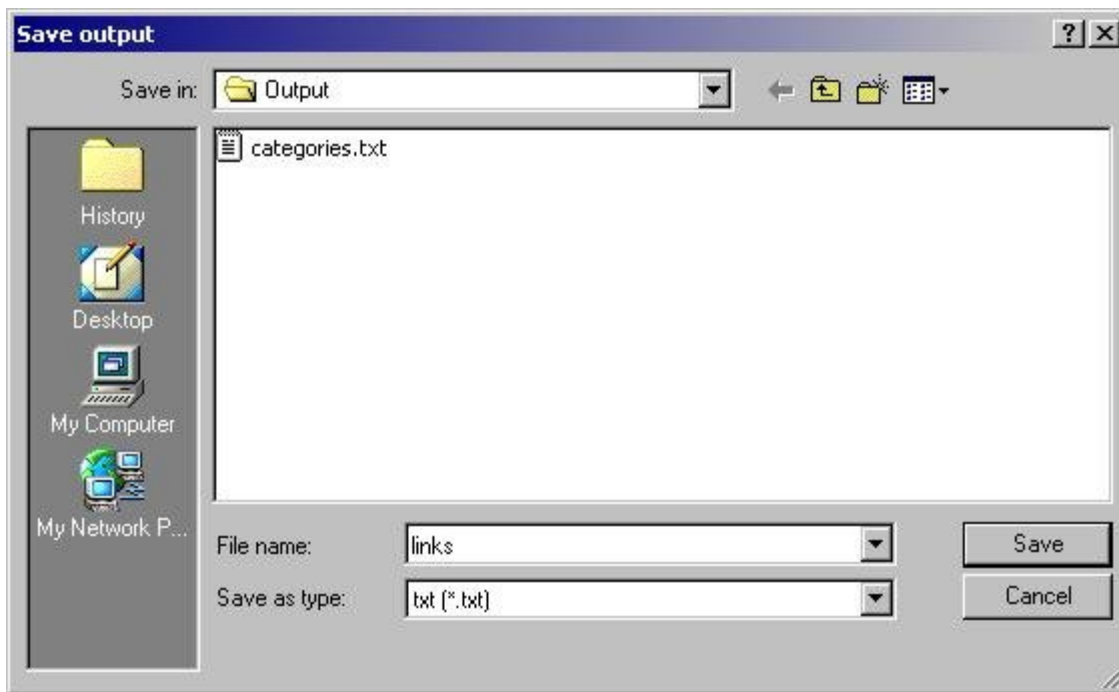 Save output
Save in:
Output
categories.txt
History
Desktop
My Computer
My Network P...
File name:
links
Save
Save as type:
txt (*.txt)
Cancel